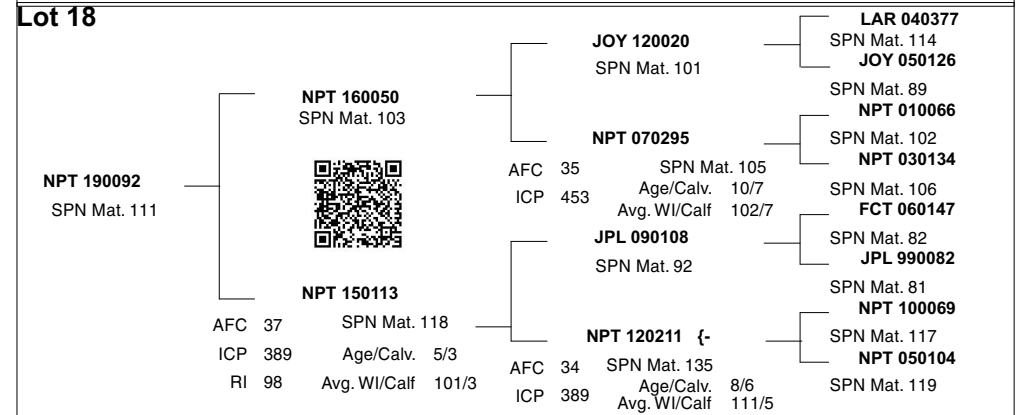 Lot 18
LAR 040377
JOY 120020
SPN Mat. 114
SPN Mat. 101
JOY 050126
SPN Mat. 89
NPT 160050
SPN Mat. 103
NPT 010066
NPT 070295
SPN Mat. 102
AFC 35 SPN Mat. 105
NPT 030134
ICP 453 Age/Calv. 10/7
Avg. WI/Calf 102/7
SPN Mat. 106
NPT 190092
SPN Mat. 111
FCT 060147
JPL 090108
SPN Mat. 82
SPN Mat. 92
JPL 990082
SPN Mat. 81
NPT 150113
AFC 37 SPN Mat. 118
ICP 389 Age/Calv. 5/3
RI 98 Avg. WI/Calf 101/3
NPT 100069
NPT 120211 {-
SPN Mat. 117
AFC 34 SPN Mat. 135
NPT 050104
ICP 389 Age/Calv. 8/6
Avg. WI/Calf 111/5
SPN Mat. 119